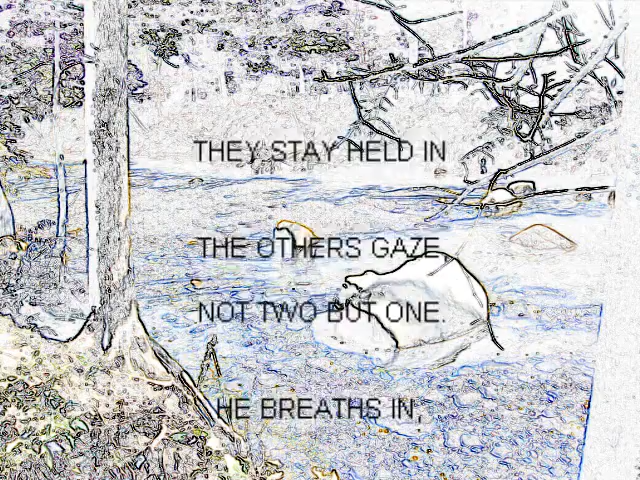 THEY STAY HELD IN
THE OTHERS GAZE
NOT TWO BUT ONE.
HE BREATHS IN,